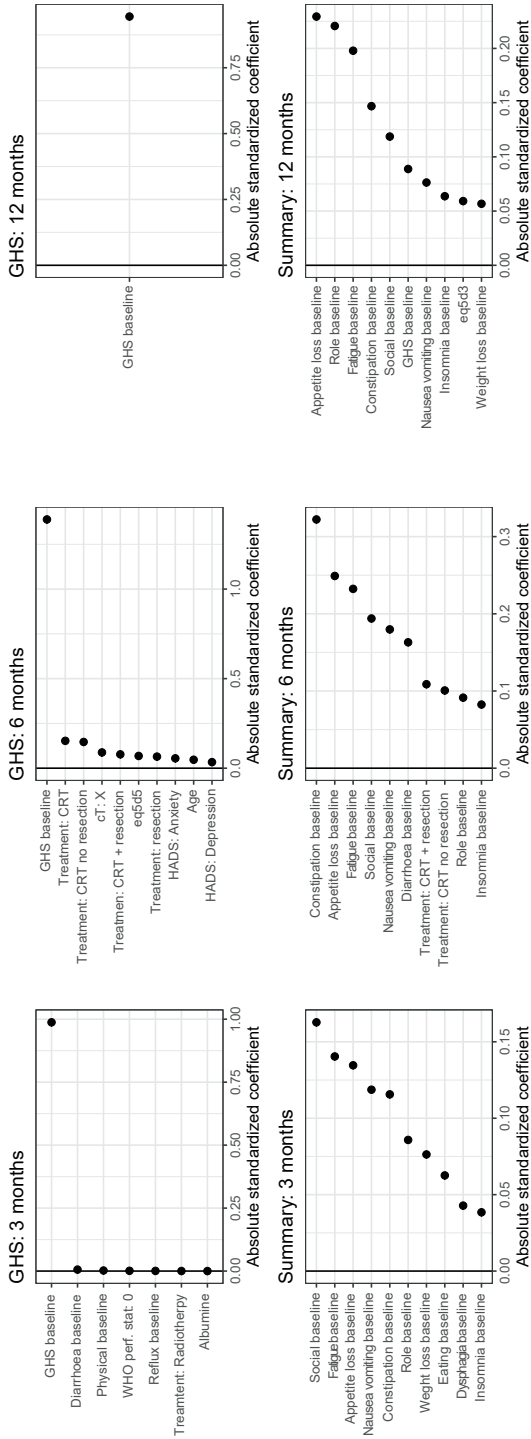 GHS: 3 months
GHS baseline
Diarrhoea baseline
Physical baseline
WHO perf. stat: 0
Reflux baseline
Treamtent: Radiotherpy
Albumine
0.00 0.25 0.50 0.75 1.00
Absolute standardized coefficient
GHS: 6 months
GHS baseline
Treatment: CRT
Treatment: CRT no resection
cT: X
Treatmen: CRT + resection
eq5d5
Treatment: resection
HADS: Anxiety
Age
HADS: Depression
0.0 0.5 1.0
Absolute standardized coefficient
GHS: 12 months
GHS baseline
0.00 0.25 0.50 0.75
Absolute standardized coefficient
Summary: 3 months
Social baseline
Fatigue baseline
Appetite loss baseline
Nausea vomiting baseline
Constipation baseline
Role baseline
Weght loss baseline
Eating baseline
Dysphagia baseline
Insomnia baseline
0.00 0.05 0.10 0.15
Absolute standardized coefficient
Summary: 6 months
Constipation baseline
Appetite loss baseline
Fatigue baseline
Social baseline
Nausea vomiting baseline
Diarrhoea baseline
Treatment: CRT + resection
Treatment: CRT no resection
Role baseline
Insomnia baseline
0.0 0.1 0.2 0.3
Absolute standardized coefficient
Summary: 12 months
Appetite loss baseline
Role baseline
Fatigue baseline
Constipation baseline
Social baseline
GHS baseline
Nausea vomiting baseline
Insomnia baseline
eq5d3
Weight loss baseline
0.00 0.05 0.10 0.15 0.20
Absolute standardized coefficient